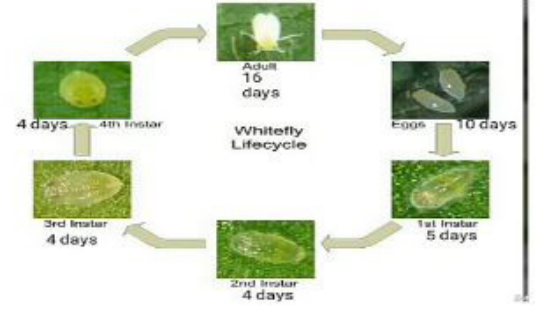 Adult
16
days
4 days
4th Instar
Whitefly
Lifecycle
Eggs
10 days
3rd Instar
4 days
1st Instar
5 days
2nd Instar
4 days